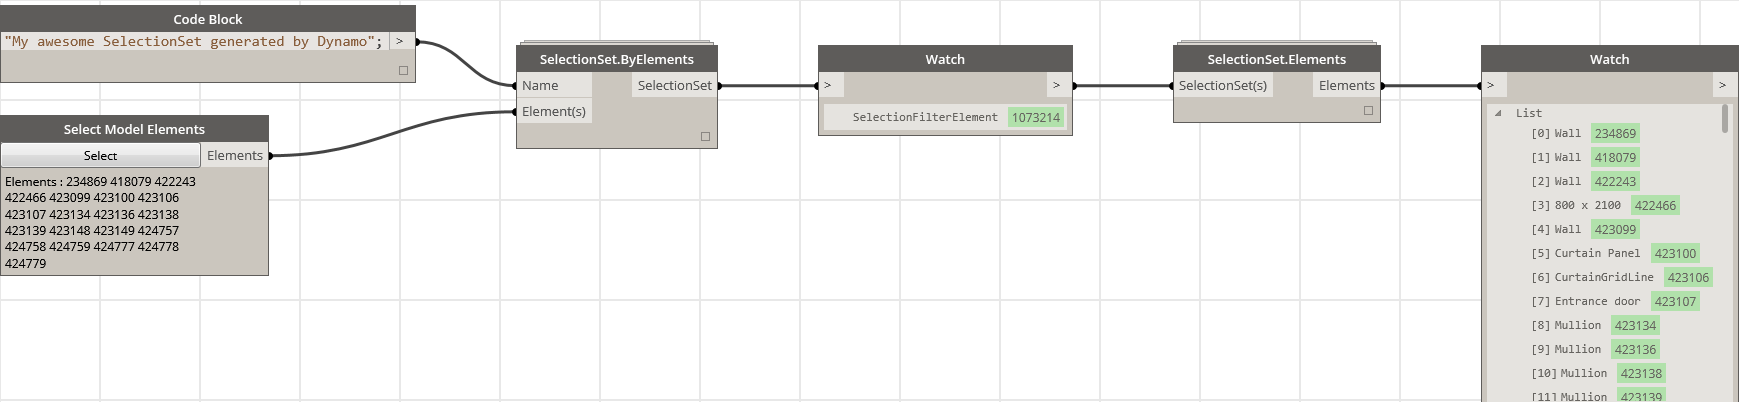 Code Block
"My awesome SelectionSet generated by Dynamo"; >
Select Model Elements
Select Elements
Elements : 234869 418079 422243
422466 423099 423100 423106
423107 423134 423136 423138
423139 423148 423149 424757
424758 424759 424777 424778
424779
SelectionSet.ByElements
Name SelectionSet
Element(s)
Watch
> >
SelectionFilterElement 1073214
SelectionSet.Elements
SelectionSet(s) Elements
Watch
> >
List
[0] Wall 234869
[1] Wall 418079
[2] Wall 422243
[3] 800 x 2100 422466
[4] Wall 423099
[5] Curtain Panel 423100
[6] CurtainGridLine 423106
[7] Entrance door 423107
[8] Mullion 423134
[9] Mullion 423136
[10] Mullion 423138
[11] Mullion 423139